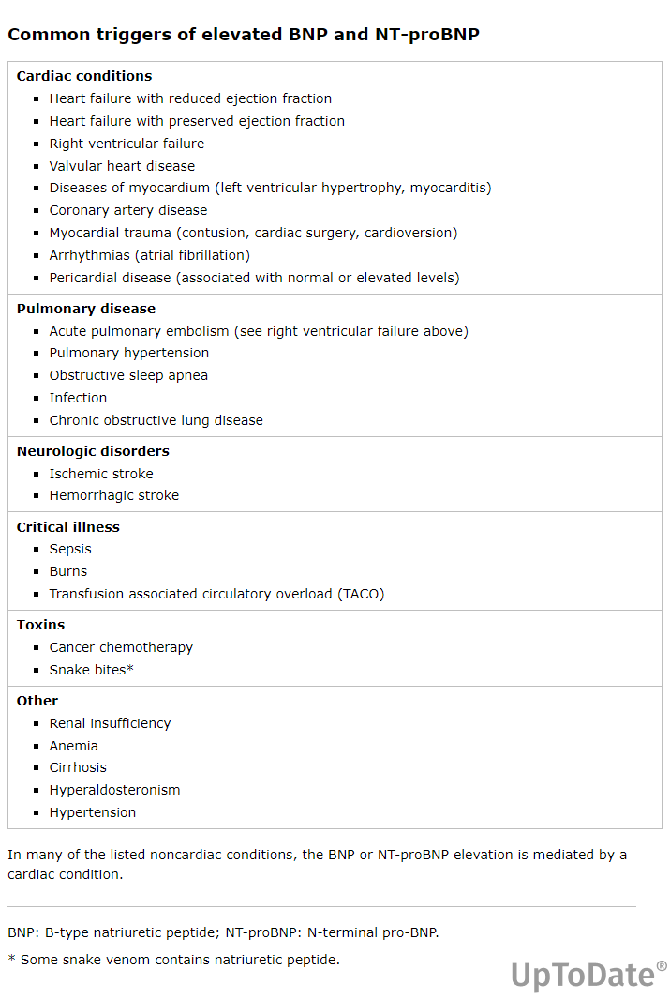 Common triggers of elevated BNP and NT-proBNP
Cardiac conditions
Heart failure with reduced ejection fraction
Heart failure with preserved ejection fraction
Right ventricular failure
Valvular heart disease
Diseases of myocardium (left ventricular hypertrophy, myocarditis)
Coronary artery disease
Myocardial trauma (contusion, cardiac surgery, cardioversion)
Arrhythmias (atrial fibrillation)
Pericardial disease (associated with normal or elevated levels)
Pulmonary disease
Acute pulmonary embolism (see right ventricular failure above)
Pulmonary hypertension
Obstructive sleep apnea
Infection
Chronic obstructive lung disease
Neurologic disorders
Ischemic stroke
Hemorrhagic stroke
Critical illness
Sepsis
Burns
Transfusion associated circulatory overload (TACO)
Toxins
Cancer chemotherapy
Snake bites*
Other
Renal insufficiency
Anemia
Cirrhosis
Hyperaldosteronism
Hypertension
In many of the listed noncardiac conditions, the BNP or NT-proBNP elevation is mediated by a
cardiac condition.
BNP: B-type natriuretic peptide; NT-proBNP: N-terminal pro-BNP.
* Some snake venom contains natriuretic peptide.
UpToDate®